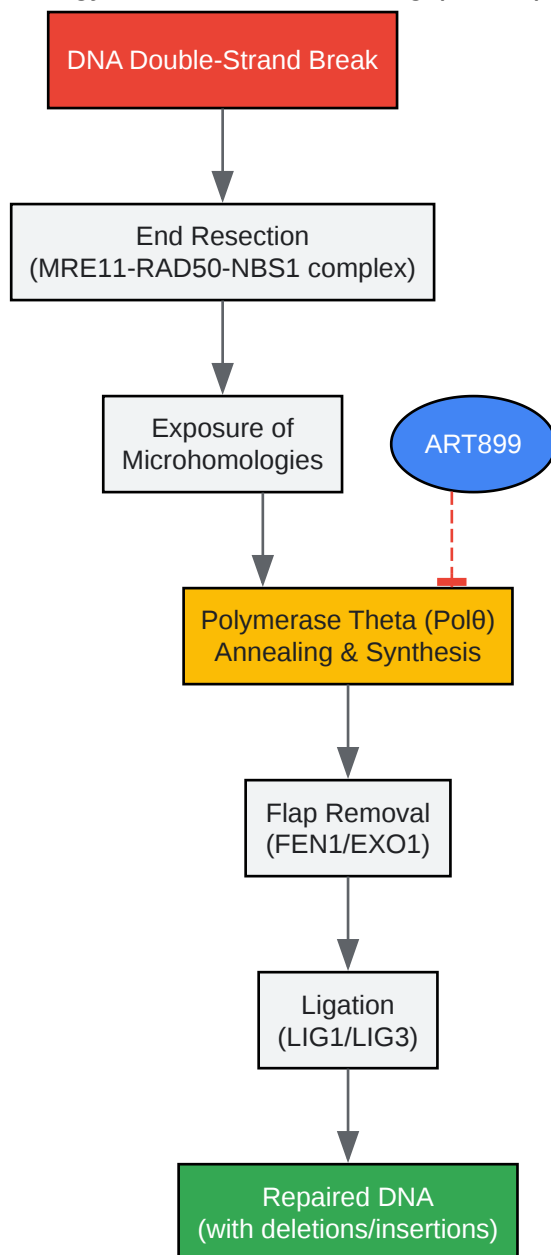 DNA Double-Strand Break
End Resection
(MRE11-RAD50-NBS1 complex)
Exposure of
Microhomologies
ART899
Polymerase Theta (Polθ)
Annealing & Synthesis
Flap Removal
(FEN1/EXO1)
Ligation
(LIG1/LIG3)
Repaired DNA
(with deletions/insertions)